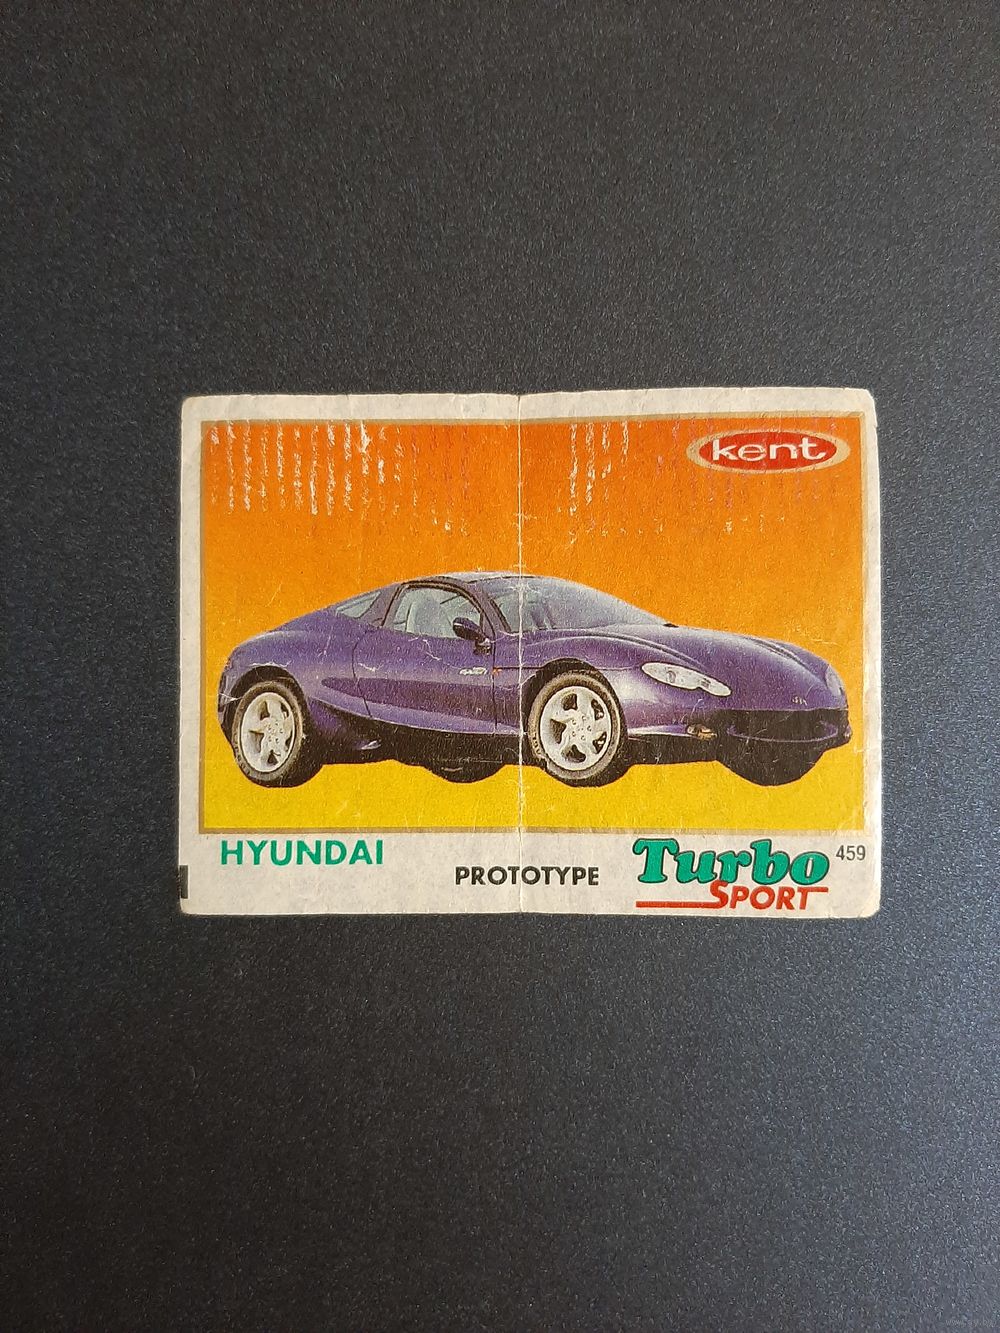 kent
HYUNDAI
PROTOTYPE
Turbo
SPORT
459